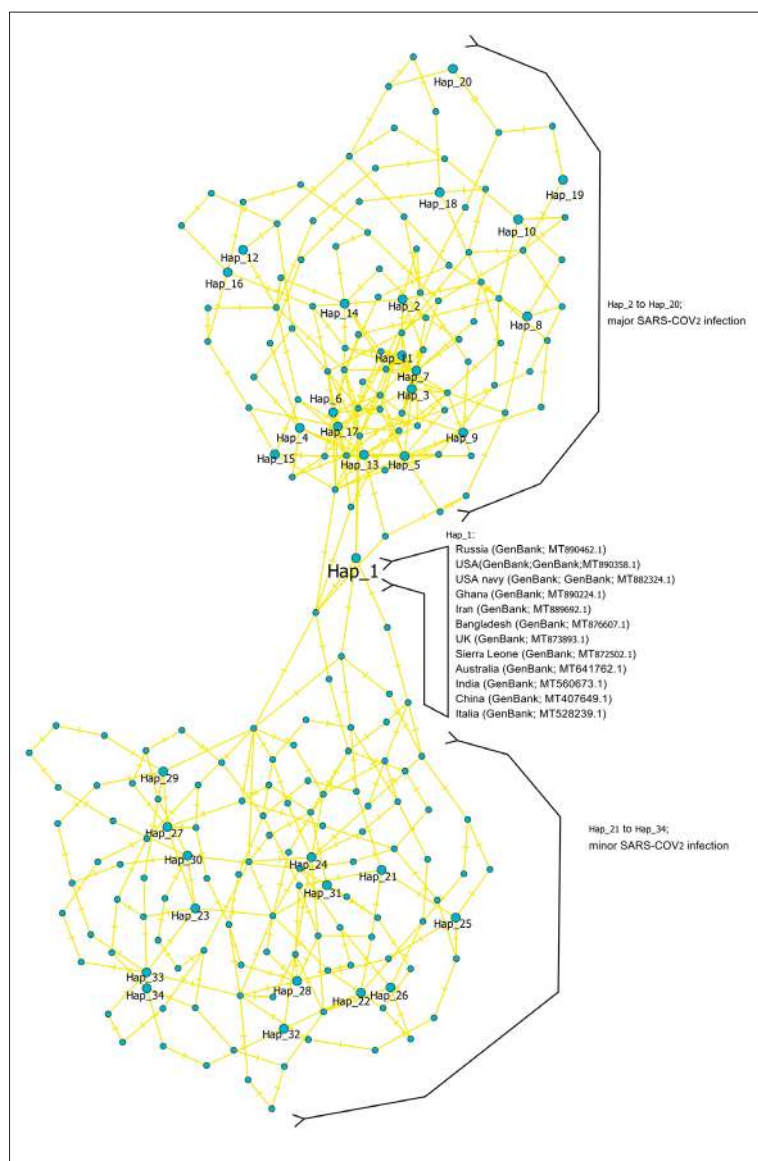 Hap_20
Hap_19
Hap_18
Hap_10
Hap_12
Hap_16
Hap_2
Hap_14
Hap_8
Hap_2 to Hap_20;
major SARS-COV2 infection
Hap_11
Hap_7
Hap_3
Hap_6
Hap_4
Hap_17
Hap_9
Hap_15
Hap_13
Hap_5
Hap_1
Hap_1:
Russia (GenBank; MT890462.1)
USA(GenBank;GenBank;MT890358.1)
USA navy (GenBank; GenBank; MT882324.1)
Ghana (GenBank; MT890224.1)
Iran (GenBank; MT889692.1)
Bangladesh (GenBank; MT876607.1)
UK (GenBank; MT873893.1)
Sierra Leone (GenBank; MT872502.1)
Australia (GenBank; MT641762.1)
India (GenBank; MT560673.1)
China (GenBank; MT407649.1)
Italia (GenBank; MT528239.1)
Hap_29
Hap_27
Hap_30
Hap_24
Hap_21
Hap_31
Hap_23
Hap_25
Hap_21 to Hap_34;
minor SARS-COV2 infection
Hap_33
Hap_34
Hap_28
Hap_22
Hap_26
Hap_32